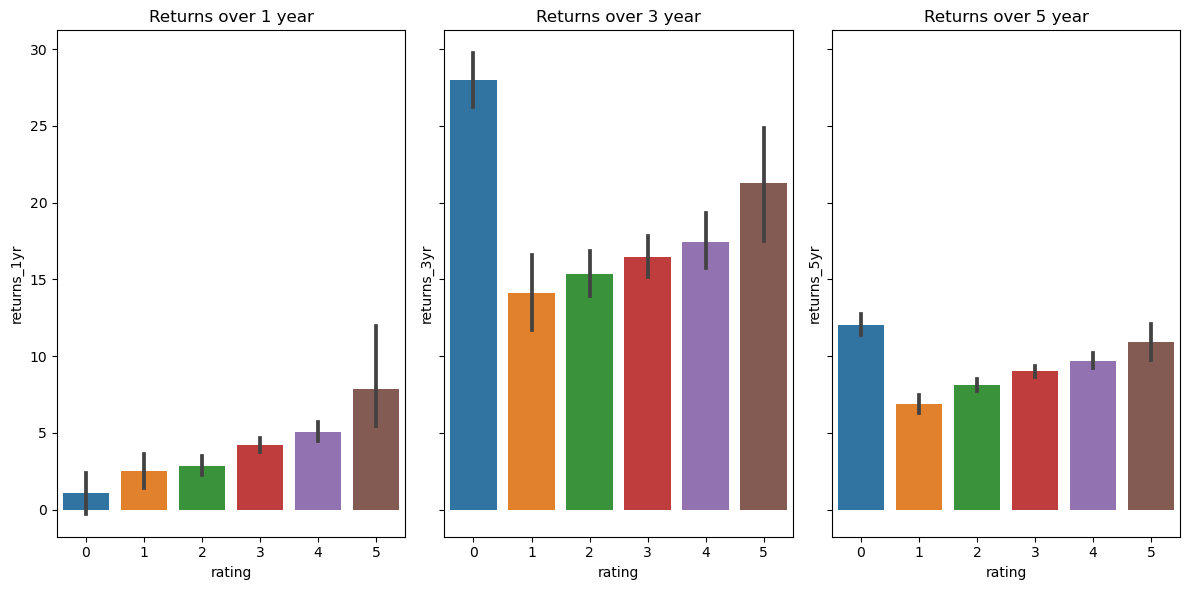 Returns over 1 year
Returns over 3 year
Returns over 5 year
returns_1yr
30
25
20
15
10
5
0
0 1 2 3 4 5
rating
returns_3yr
0 1 2 3 4 5
rating
returns_5yr
0 1 2 3 4 5
rating